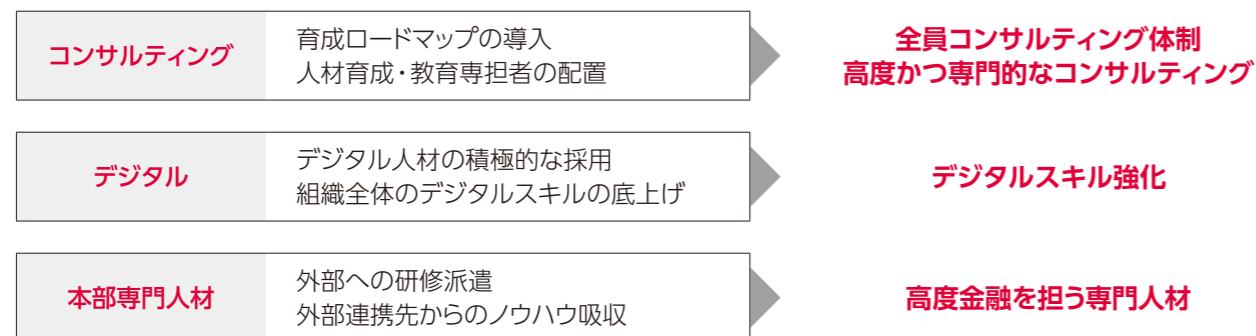 コンサルティング
育成ロードマップの導入
人材育成・教育専担者の配置
全員コンサルティング体制
高度かつ専門的なコンサルティング
デジタル
デジタル人材の積極的な採用
組織全体のデジタルスキルの底上げ
デジタルスキル強化
本部専門人材
外部への研修派遣
外部連携先からのノウハウ吸収
高度金融を担う専門人材